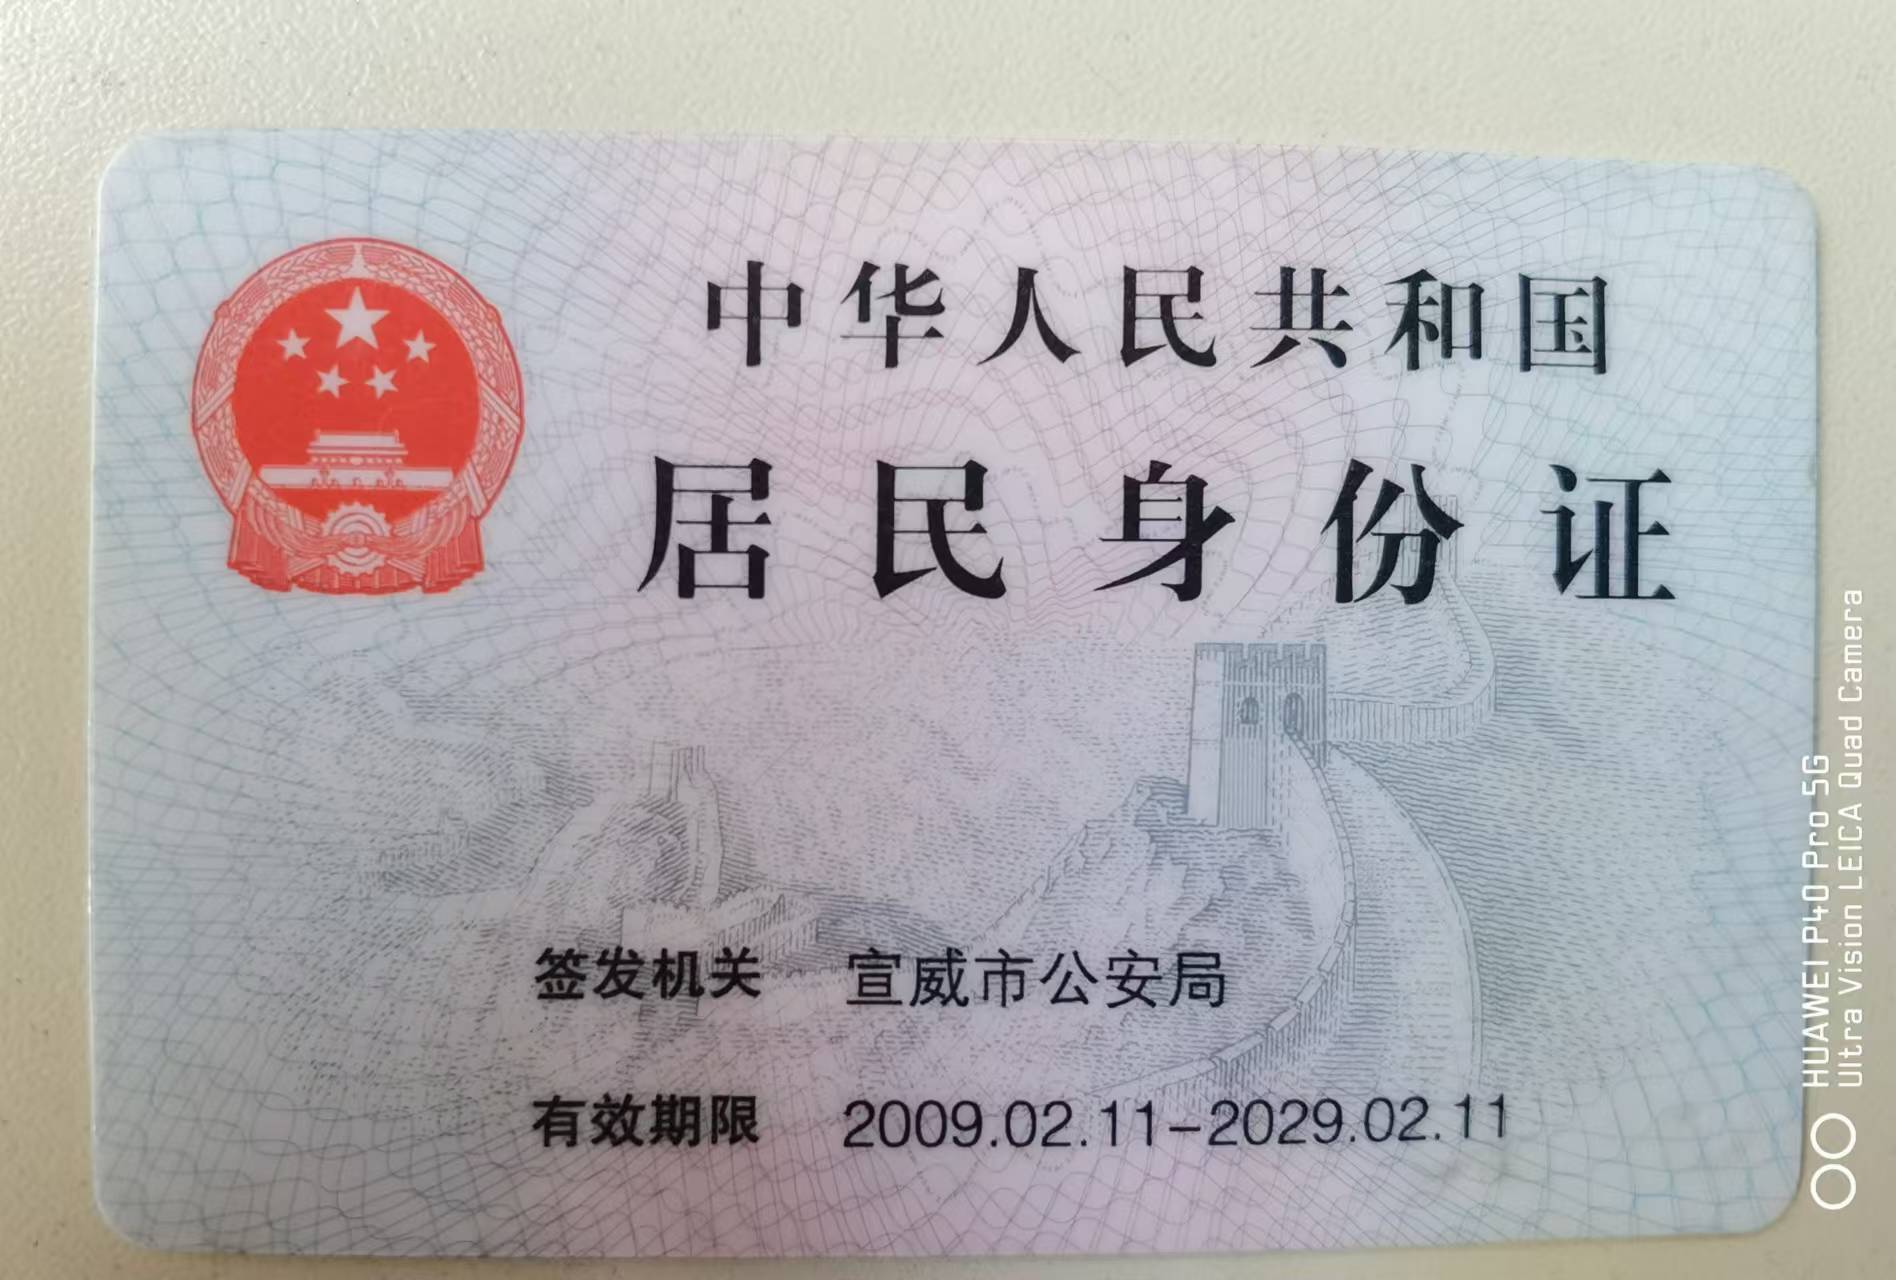 中华人民共和国
居民身份证
签发机关 宣威市公安局
有效期限 2009.02.11-2029.02.11
HUAWEI P40 Pro 5G
Ultra Vision LEICA Quad Camera